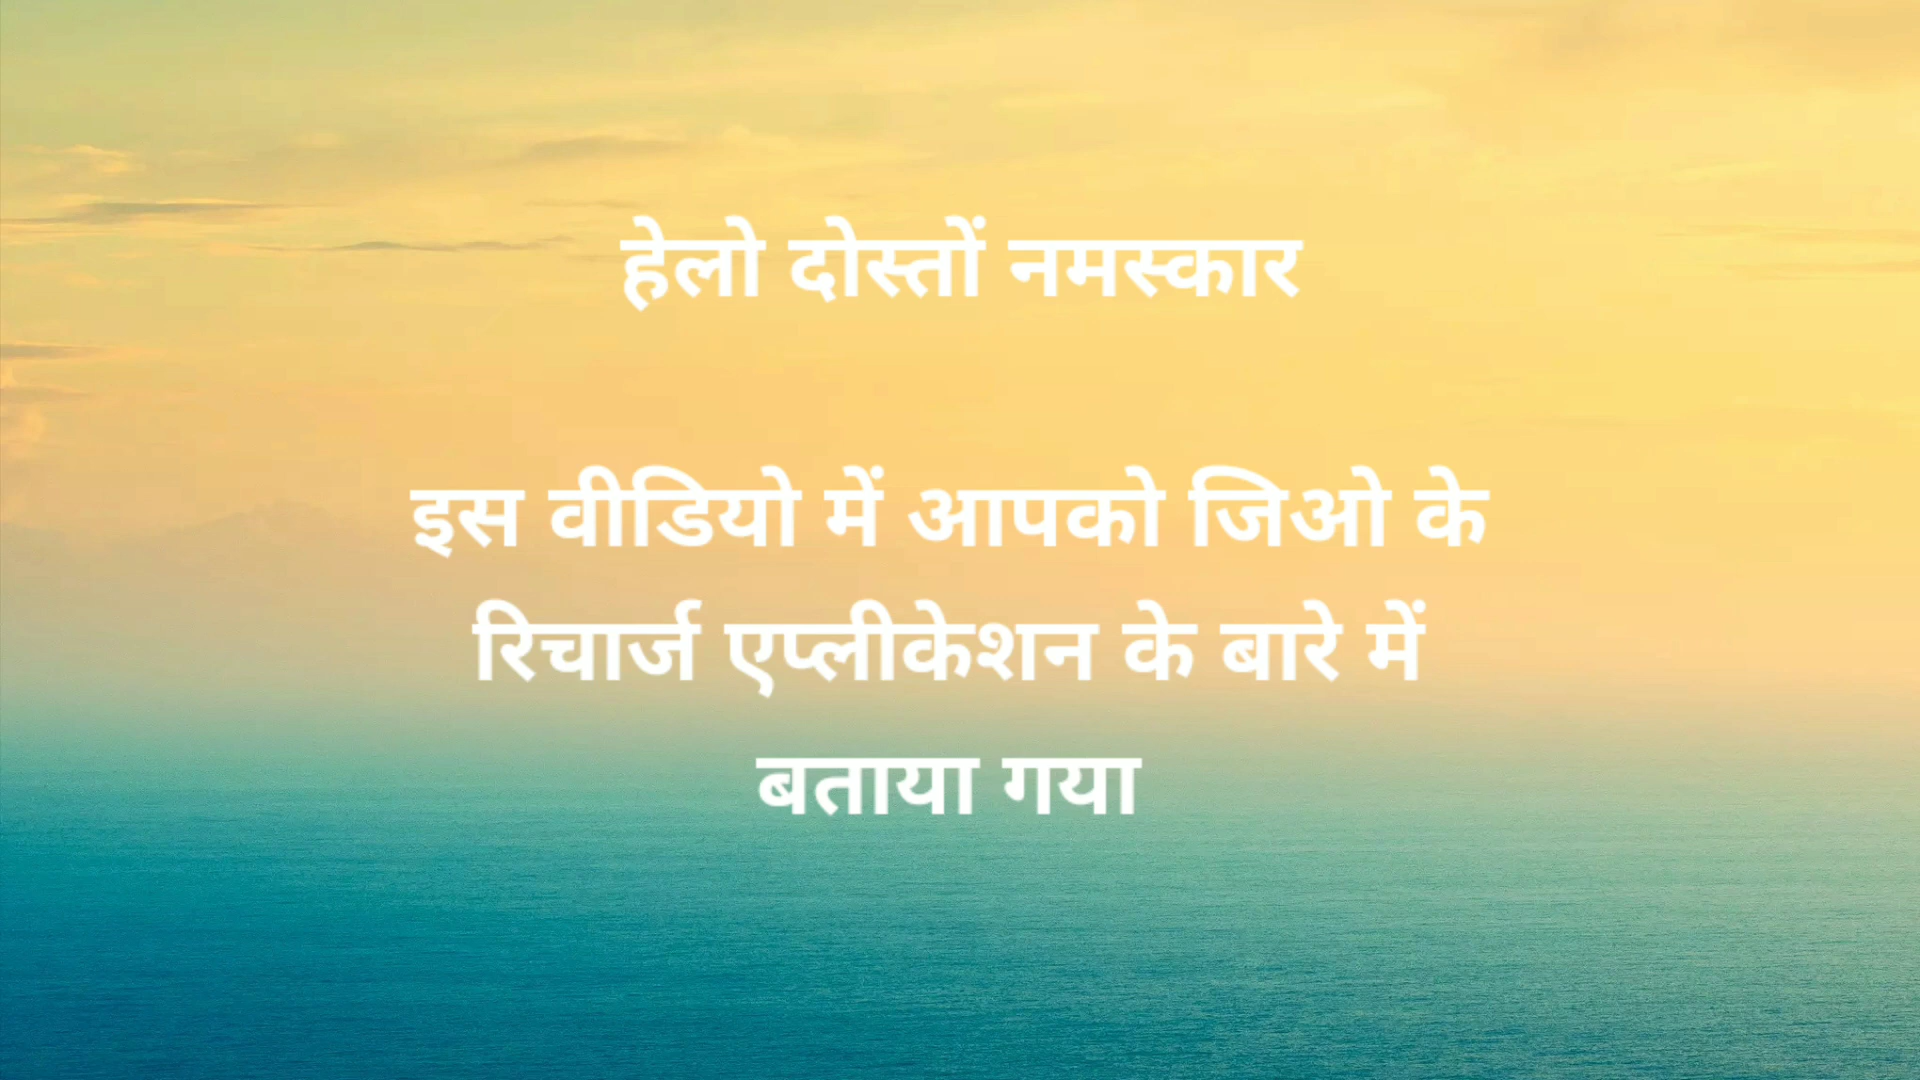 हेलो दोस्तों नमस्कार
इस वीडियो में आपको जिओ के
रिचार्ज एप्लीकेशन के बारे में
बताया गया